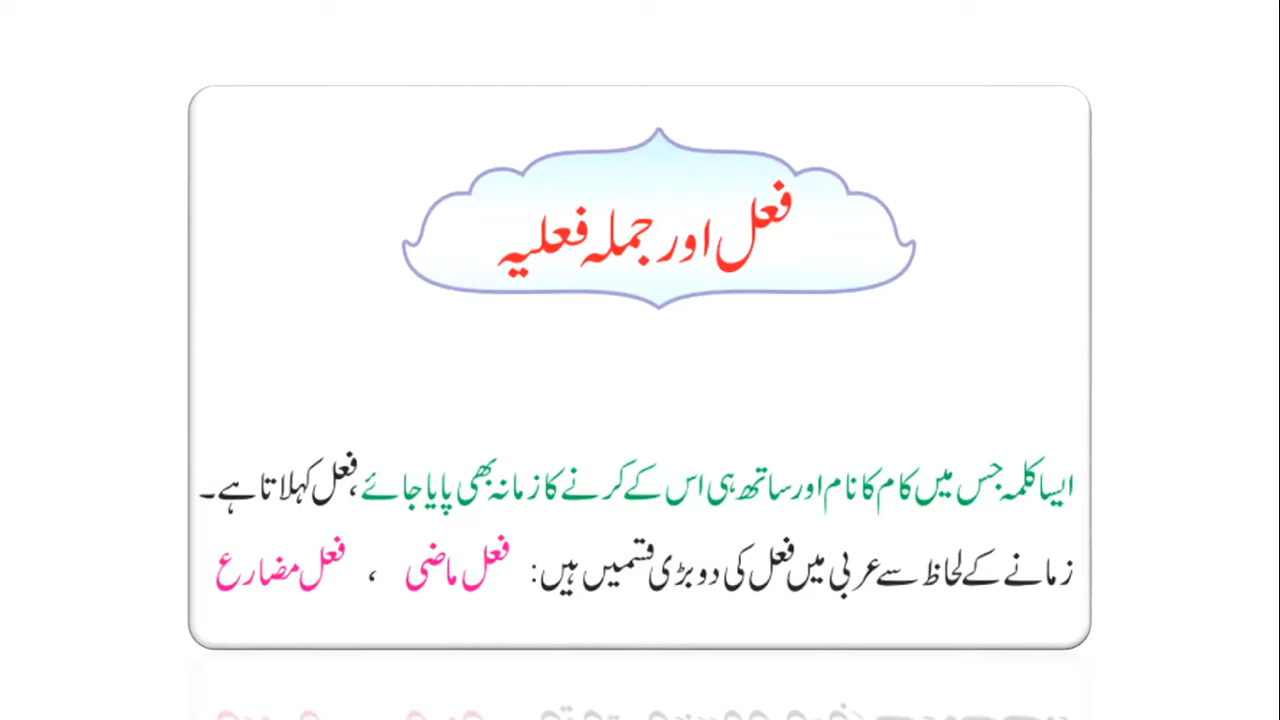 فعل اور جملہ فعلیہ
ایسا کلمہ جس میں کام کا نام اور ساتھ ہی اس کے کرنے کا زمانہ بھی پایا جائے، فعل کہلاتا ہے۔
زمانے کے لحاظ سے عربی میں فعل کی دو بڑی قسمیں ہیں: فعل ماضی ، فعل مضارع